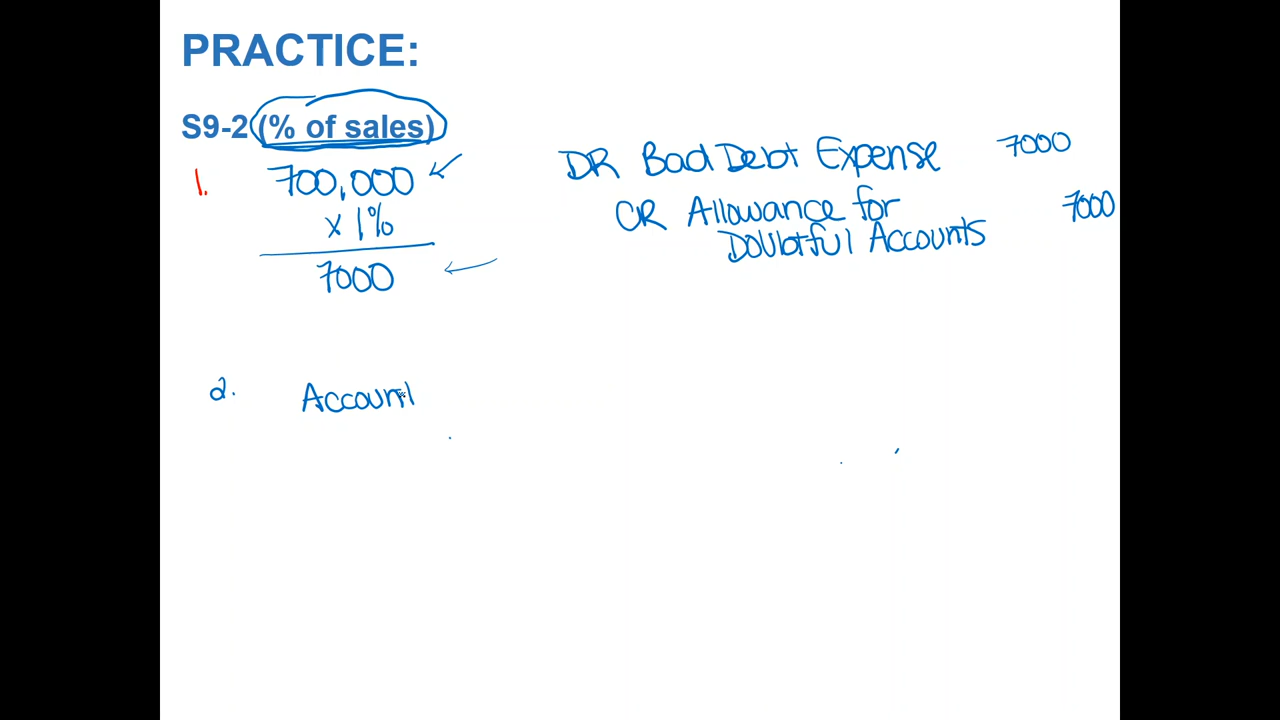 PRACTICE:
S9-2 (% of sales)
1. 700,000
x 1%
7000
DR Bad Debt Expense 7000
CR Allowance for 7000
Doubtful Accounts
2. Account